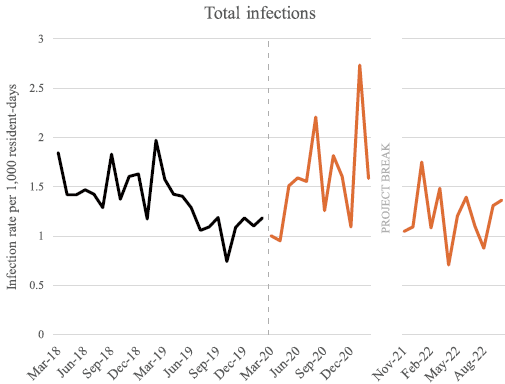 Total infections
Infection rate per 1,000 resident-days
3
2.5
2
1.5
1
0.5
0
PROJECT BREAK
Mar-18
Jun-18
Sep-18
Dec-18
Mar-19
Jun-19
Sep-19
Dec-19
Mar-20
Jun-20
Sep-20
Dec-20
Nov-21
Feb-22
May-22
Aug-22